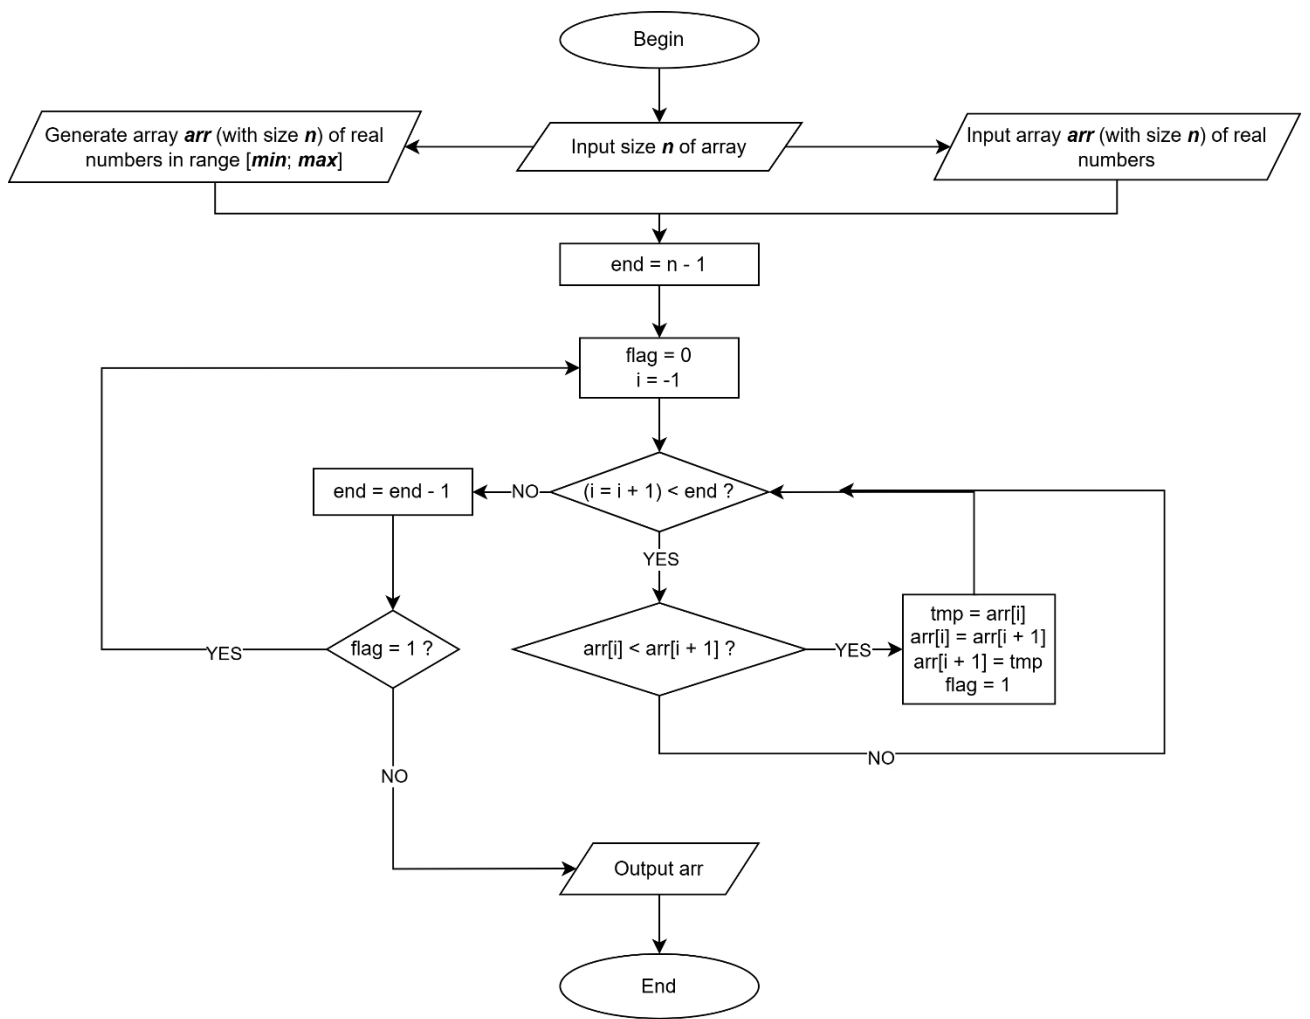 Begin
Generate array arr (with size n) of real
numbers in range [min; max]
Input size n of array
Input array arr (with size n) of real
numbers
end = n - 1
flag = 0
i = -1
end = end - 1
NO
(i = i + 1) < end ?
YES
YES
flag = 1 ?
arr[i] < arr[i + 1] ?
YES
tmp = arr[i]
arr[i] = arr[i + 1]
arr[i + 1] = tmp
flag = 1
NO
NO
Output arr
End